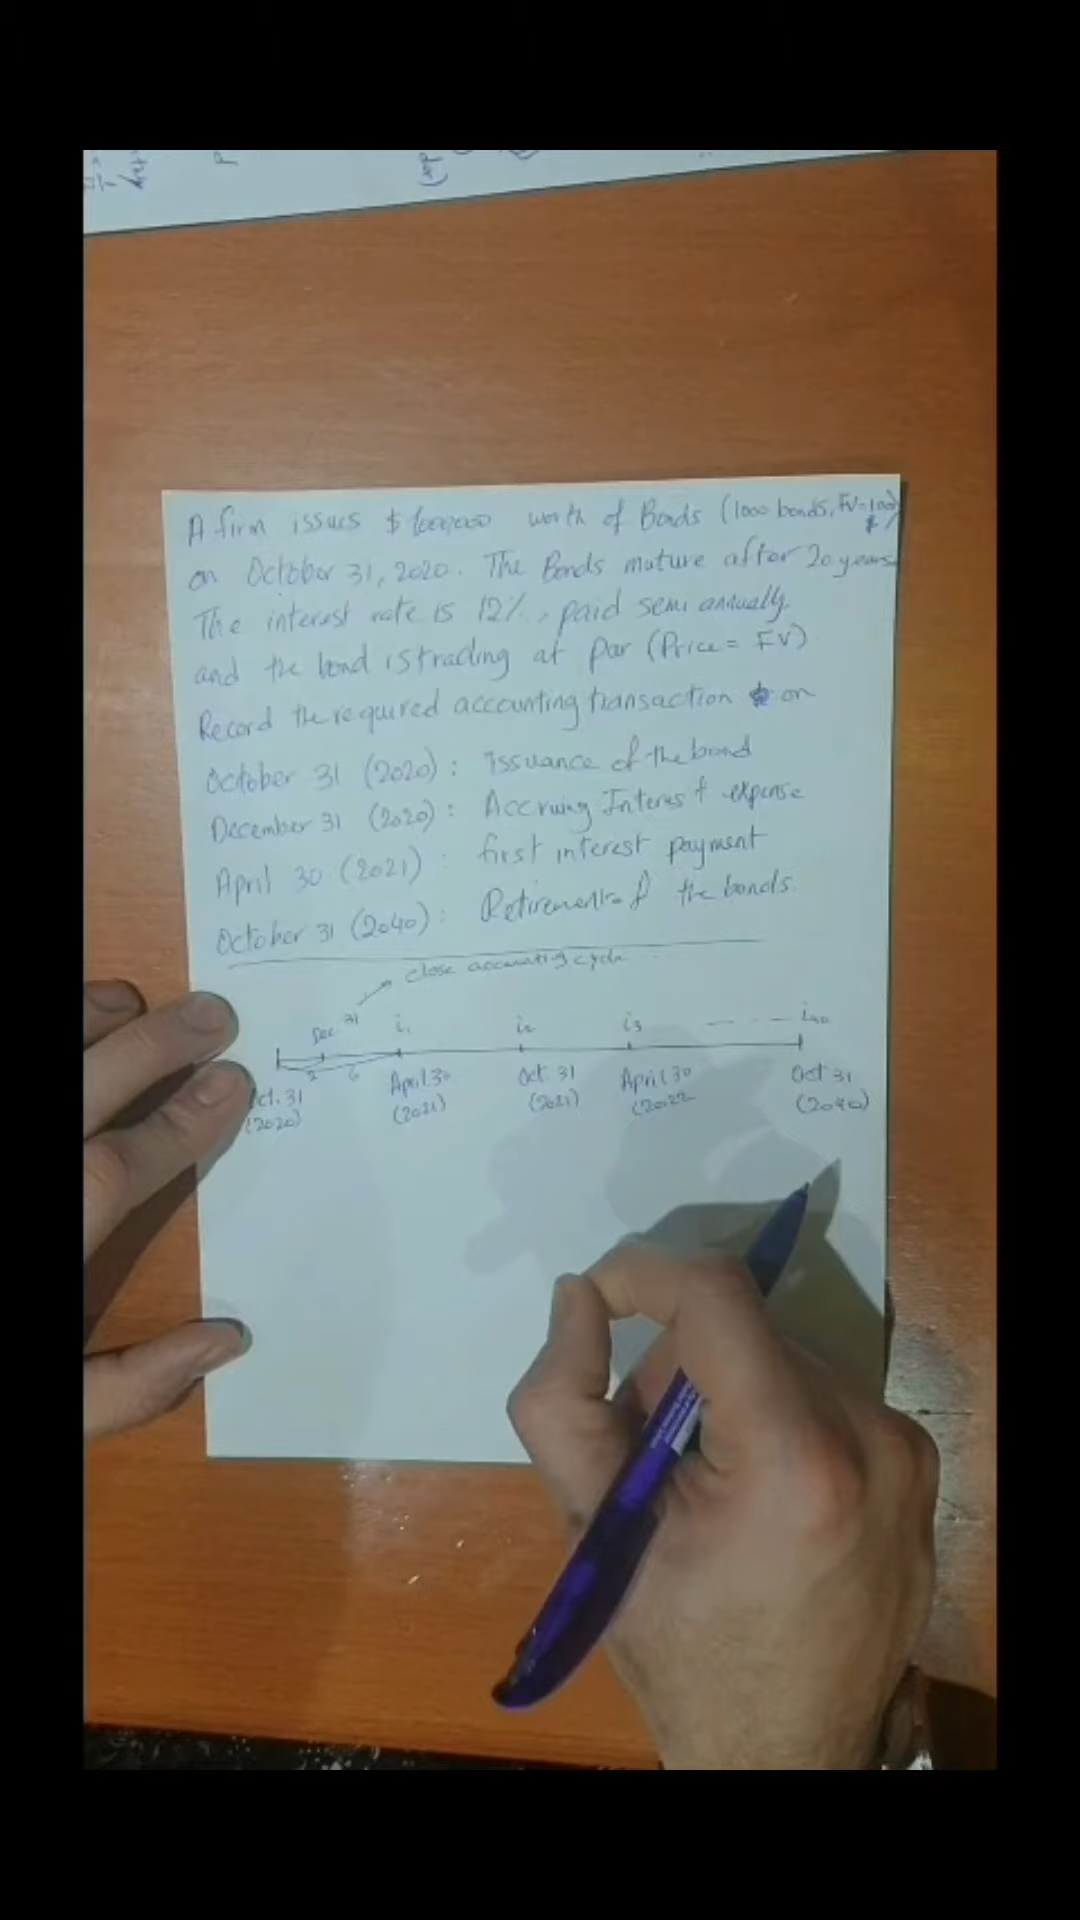 A firm issues $ worth of Bonds (1000 bonds, FV=1000$)
on October 31, 2020. The Bonds mature after 20 years
The interest rate is 12%, paid semi annually
and the bond is trading at par (Price = FV)
Record the required accounting transaction on
October 31 (2020): issuance of the bond
December 31 (2020): Accruing Interest expense
April 30 (2021): first interest payment
October 31 (2040): Retirement of the bonds.
close accounting cycle
Dec 31 i1 i2 i3 i40
2 6
ct. 31 April 30 Oct 31 April 30 Oct 31
(2020) (2021) (2021) (2022 (2040)